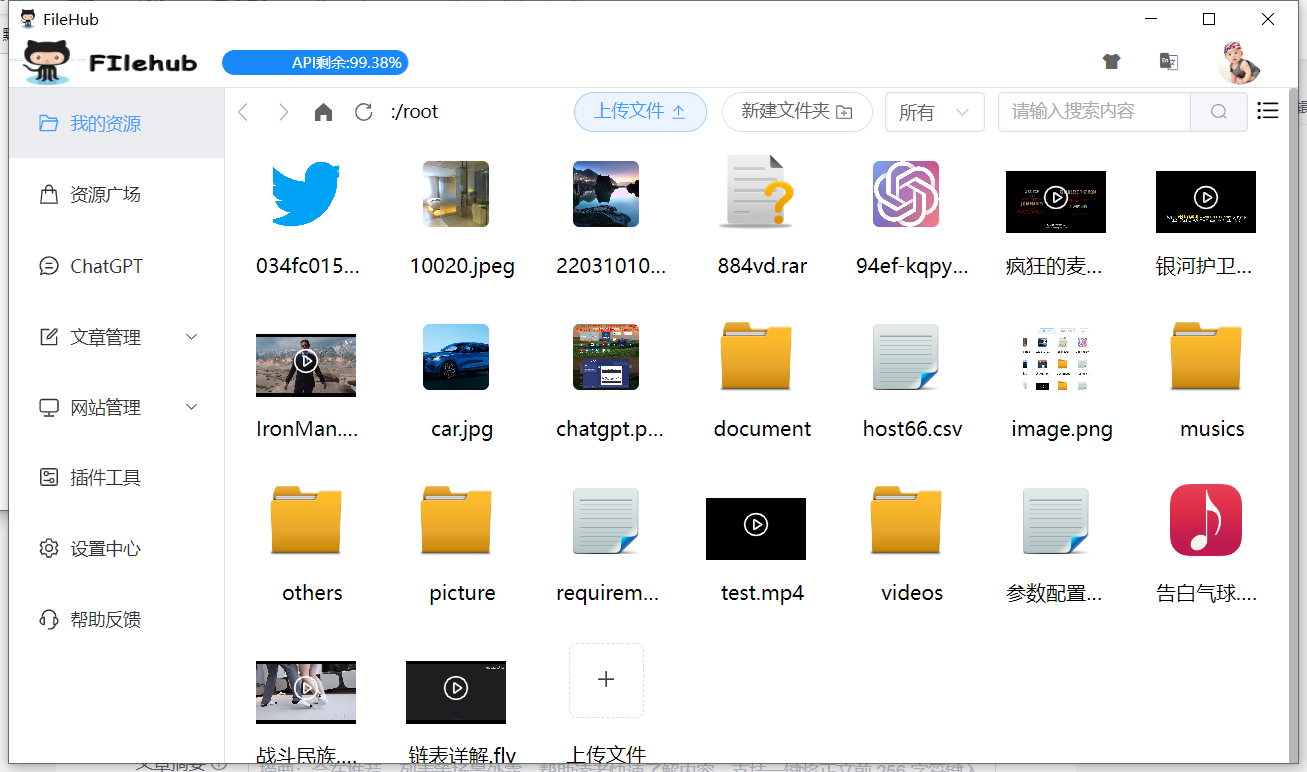 FileHub
FIlehub
API剩余:99.38%
我的资源
资源广场
ChatGPT
文章管理
网站管理
插件工具
设置中心
帮助反馈
:/root
上传文件
新建文件夹
所有
请输入搜索内容
034fc015...
10020.jpeg
22031010...
884vd.rar
94ef-kqpy...
疯狂的麦...
银河护卫...
IronMan....
car.jpg
chatgpt.p...
document
host66.csv
image.png
musics
others
picture
requirem...
test.mp4
videos
参数配置...
告白气球....
战斗民族....
链表详解.flv
上传文件